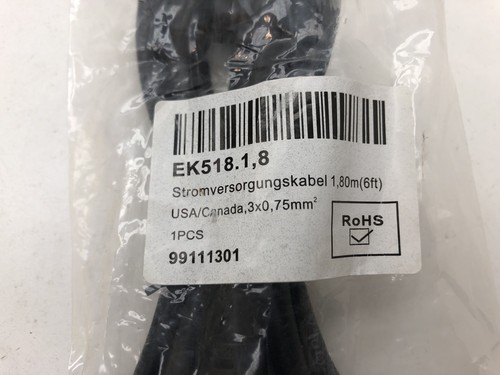 EK518.1,8
Stromversorgungskabel 1,80m(6ft)
USA/Canada,3x0,75mm²
1PCS
RoHS
99111301